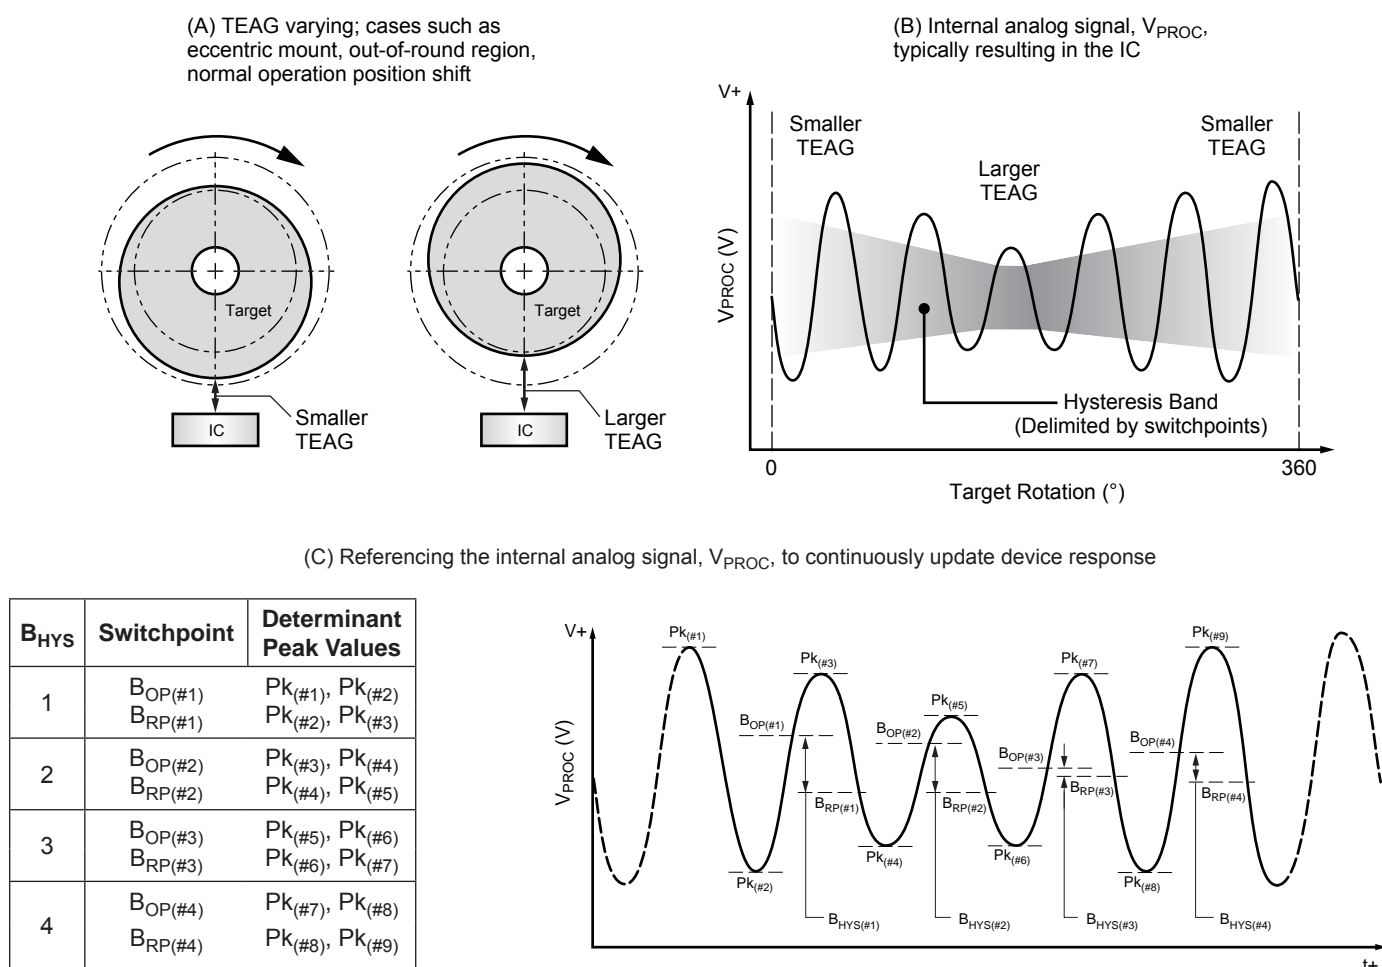 (A) TEAG varying; cases such as
eccentric mount, out-of-round region,
normal operation position shift
Target
Target
IC
Smaller
TEAG
IC
Larger
TEAG
(B) Internal analog signal, VPROC,
typically resulting in the IC
V+
Smaller
TEAG
Larger
TEAG
Smaller
TEAG
VPROC (V)
Hysteresis Band
(Delimited by switchpoints)
0
360
Target Rotation (°)
(C) Referencing the internal analog signal, VPROC, to continuously update device response
BHYS Switchpoint Determinant
Peak Values
1
BOP(#1) Pk(#1), Pk(#2)
BRP(#1) Pk(#2), Pk(#3)
2
BOP(#2) Pk(#3), Pk(#4)
BRP(#2) Pk(#4), Pk(#5)
3
BOP(#3) Pk(#5), Pk(#6)
BRP(#3) Pk(#6), Pk(#7)
4
BOP(#4) Pk(#7), Pk(#8)
BRP(#4) Pk(#8), Pk(#9)
V+
Pk(#1)
Pk(#3)
Pk(#5)
Pk(#7)
Pk(#9)
BOP(#1)
BOP(#2)
BOP(#3)
BOP(#4)
VPROC (V)
BRP(#1)
BRP(#2)
BRP(#3)
BRP(#4)
Pk(#2)
Pk(#4)
Pk(#6)
Pk(#8)
BHYS(#1)
BHYS(#2)
BHYS(#3)
BHYS(#4)
t+